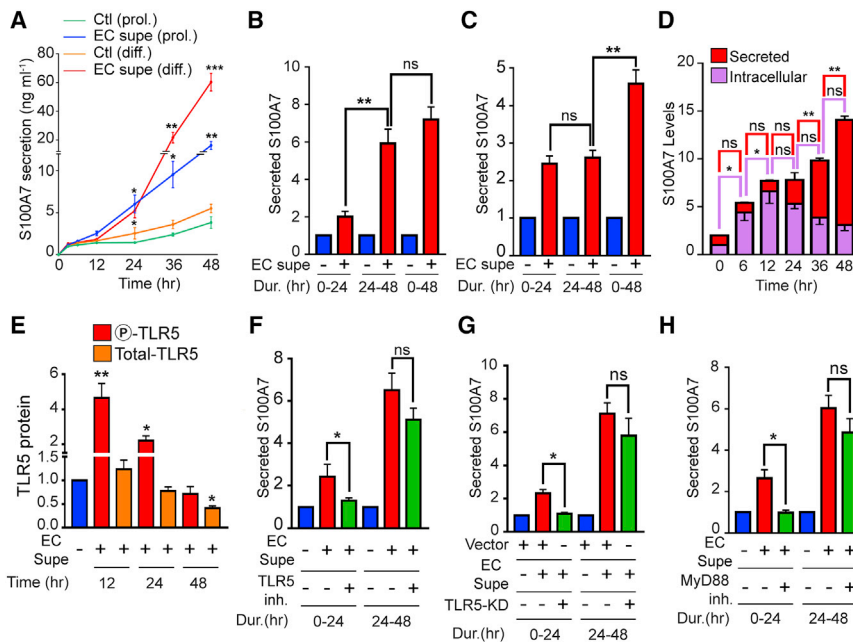 A
Ctl (prol.)
EC supe (prol.)
Ctl (diff.)
EC supe (diff.)
S100A7 secretion (ng ml-1)
80
60
40
20
10
5
0
***
**
**
*
*
*
*
0 12 24 36 48
Time (hr)
B
Secreted S100A7
10
8
6
4
2
0
**
ns
EC supe - + - + - +
Dur. (hr) 0-24 24-48 0-48
C
Secreted S100A7
5
4
3
2
1
0
ns
**
EC supe - + - + - +
Dur. (hr) 0-24 24-48 0-48
D
Secreted
Intracellular
S100A7 Levels
20
15
10
5
0
ns ns ns ** **
* * ns ns ns
0 6 12 24 36 48
Time (hr)
E
Ⓟ-TLR5
Total-TLR5
TLR5 protein
6
4
2
1.5
1.0
0.5
0.0
**
*
*
EC
Supe - + + + + + +
Time (hr) 12 24 48
F
Secreted S100A7
8
6
4
2
0
*
ns
EC
Supe - + + - + +
TLR5
inh. - - + - - +
Dur.(hr) 0-24 24-48
G
Secreted S100A7
10
8
6
4
2
0
*
ns
Vector + + - + + -
EC
Supe - + + - + +
TLR5-KD - - + - - +
Dur.(hr) 0-24 24-48
H
Secreted S100A7
8
6
4
2
0
*
ns
EC
Supe - + + - + +
MyD88
inh. - - + - - +
Dur.(hr) 0-24 24-48